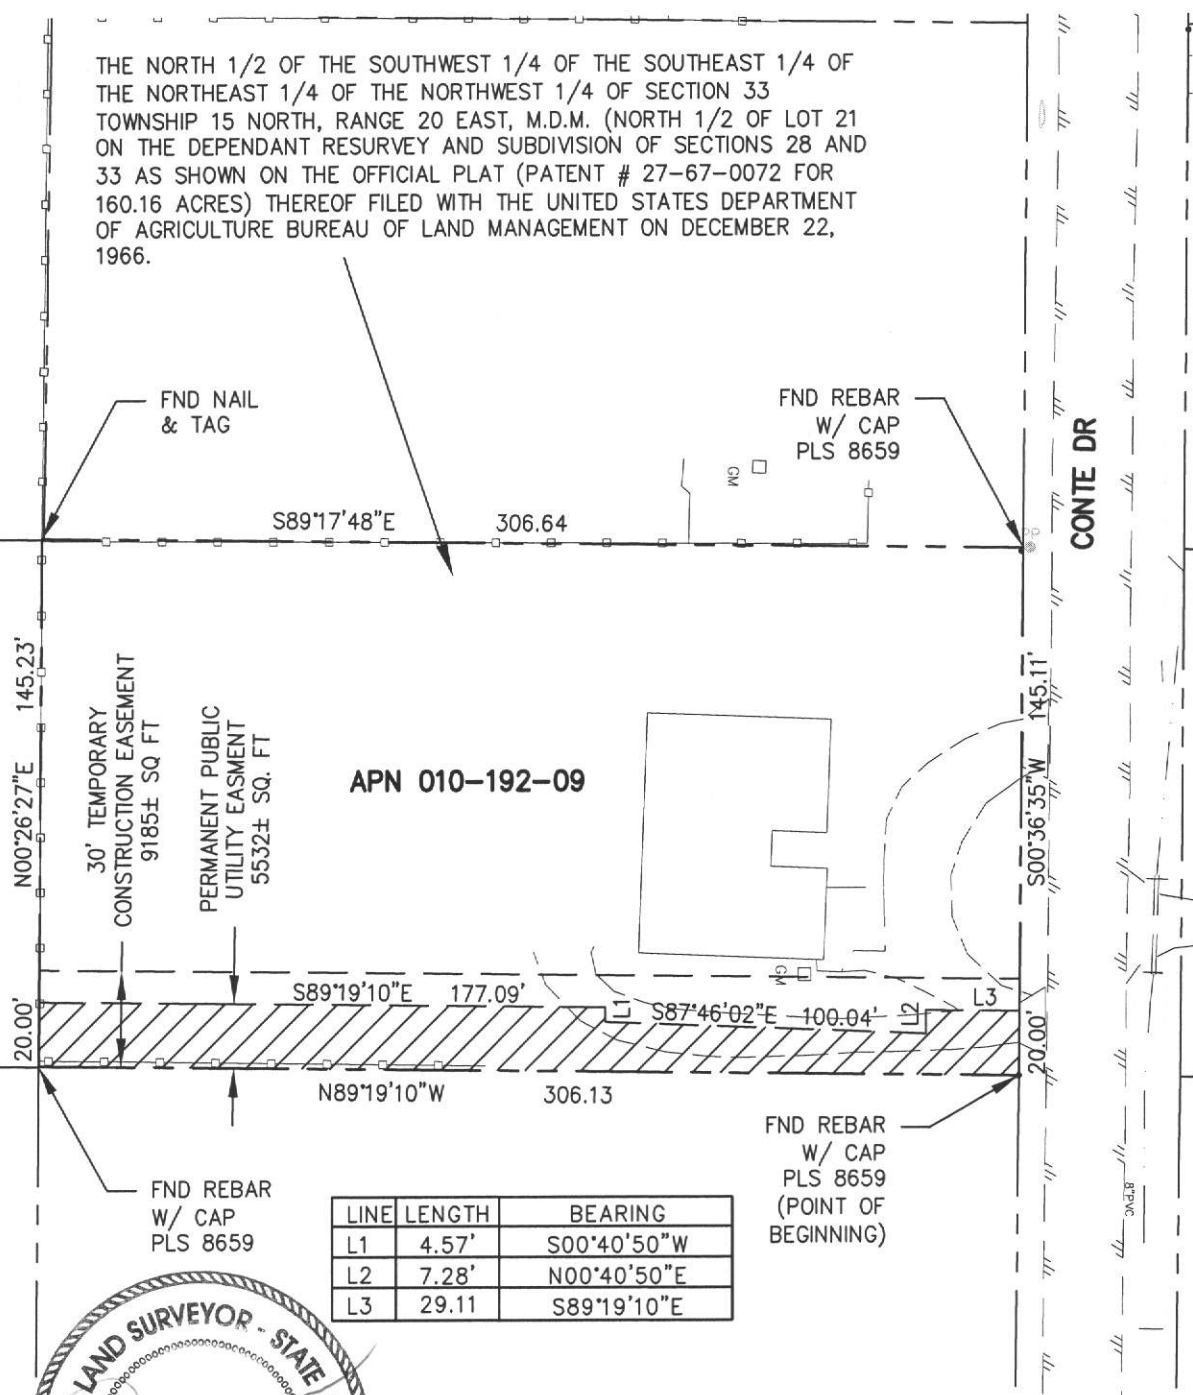 THE NORTH 1/2 OF THE SOUTHWEST 1/4 OF THE SOUTHEAST 1/4 OF
THE NORTHEAST 1/4 OF THE NORTHWEST 1/4 OF SECTION 33
TOWNSHIP 15 NORTH, RANGE 20 EAST, M.D.M. (NORTH 1/2 OF LOT 21
ON THE DEPENDANT RESURVEY AND SUBDIVISION OF SECTIONS 28 AND
33 AS SHOWN ON THE OFFICIAL PLAT (PATENT # 27-67-0072 FOR
160.16 ACRES) THEREOF FILED WITH THE UNITED STATES DEPARTMENT
OF AGRICULTURE BUREAU OF LAND MANAGEMENT ON DECEMBER 22,
1966.
FND NAIL
& TAG
FND REBAR
W/ CAP
PLS 8659
GM
CONTE DR
S89°17'48"E 306.64
N00°26'27"E 145.23'
30' TEMPORARY
CONSTRUCTION EASEMENT
9185± SQ FT
PERMANENT PUBLIC
UTILITY EASMENT
5532± SQ. FT
APN 010-192-09
S00°36'35"W 145.11'
GM
20.00'
S89°19'10"E 177.09'
L1
S87°46'02"E 100.04'
L2
L3
20.00'
N89°19'10"W 306.13
FND REBAR
W/ CAP
PLS 8659
(POINT OF
BEGINNING)
8"PVC
FND REBAR
W/ CAP
PLS 8659
LINE LENGTH BEARING
L1 4.57' S00°40'50"W
L2 7.28' N00°40'50"E
L3 29.11 S89°19'10"E
LAND SURVEYOR - STATE